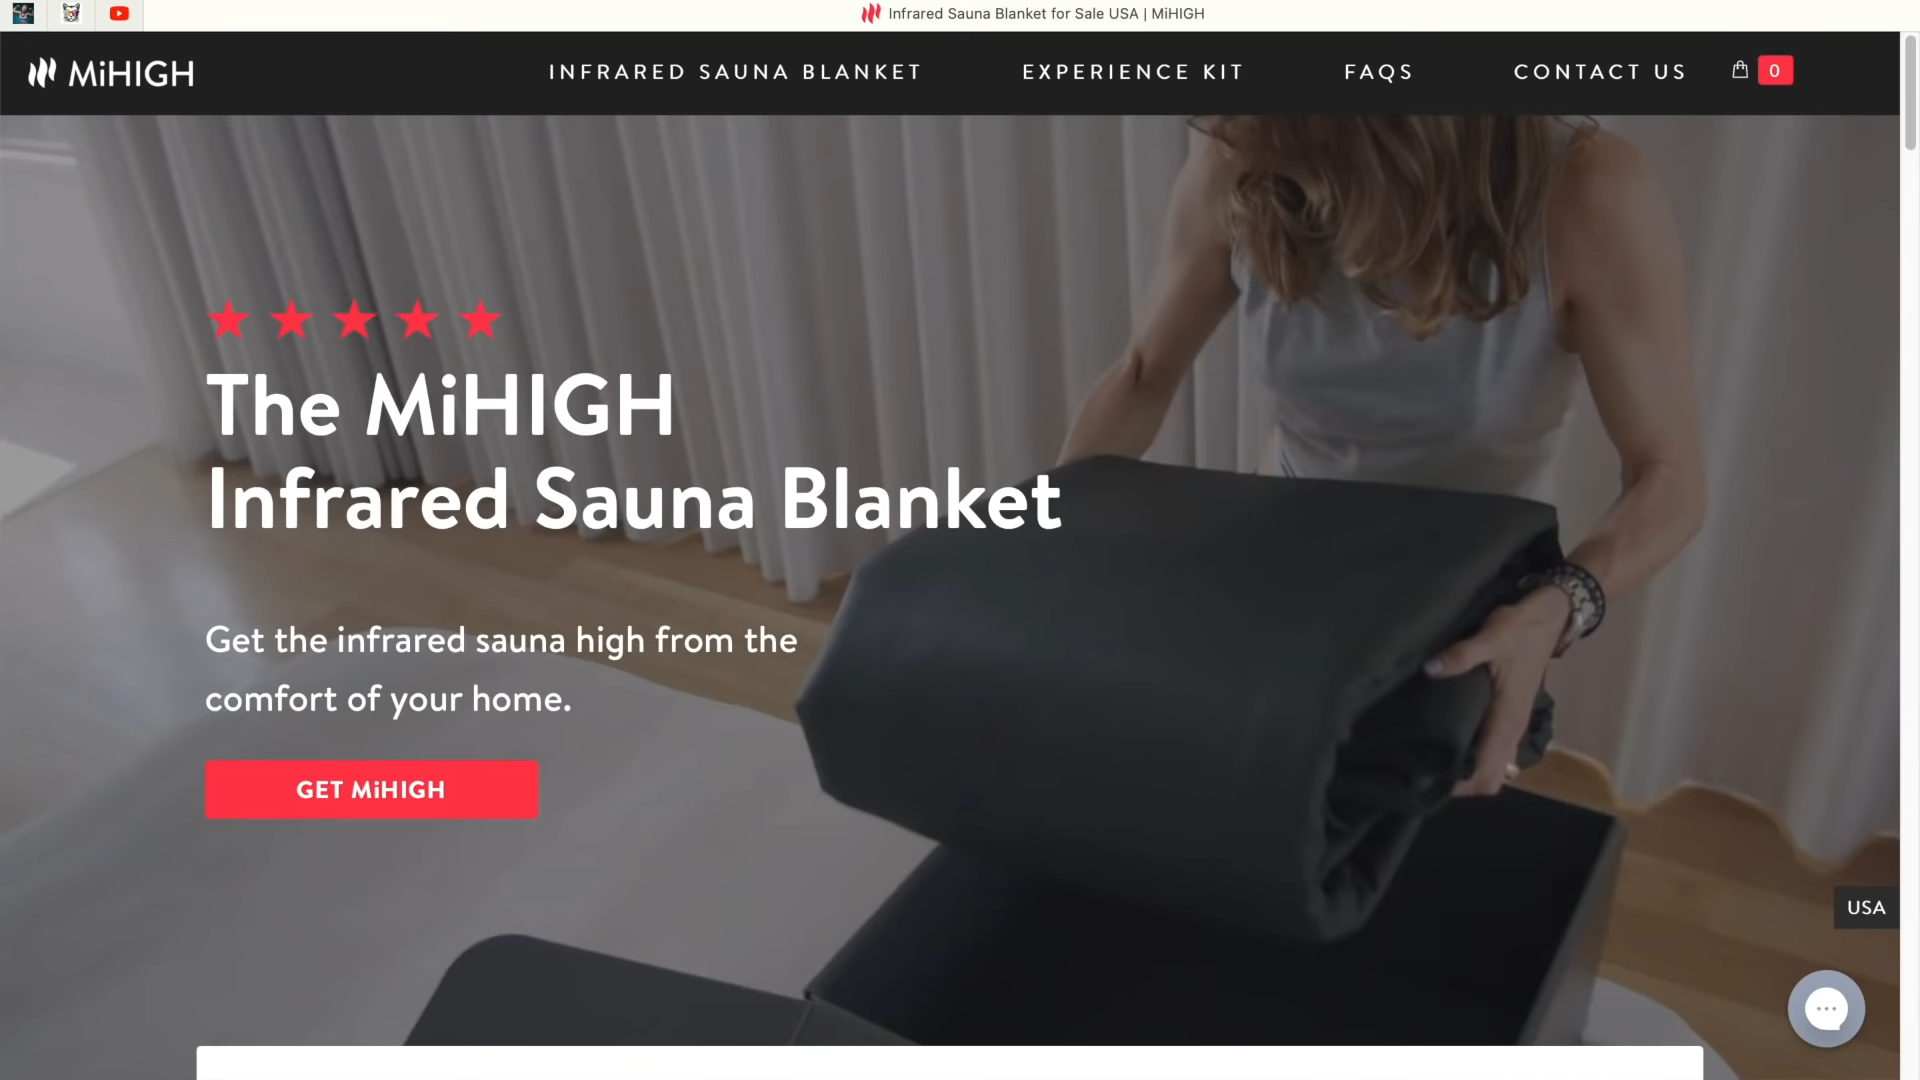 Infrared Sauna Blanket for Sale USA | MiHIGH
MiHIGH
INFRARED SAUNA BLANKET
EXPERIENCE KIT
FAQS
CONTACT US
0
The MiHIGH
Infrared Sauna Blanket
Get the infrared sauna high from the
comfort of your home.
GET MiHIGH
USA